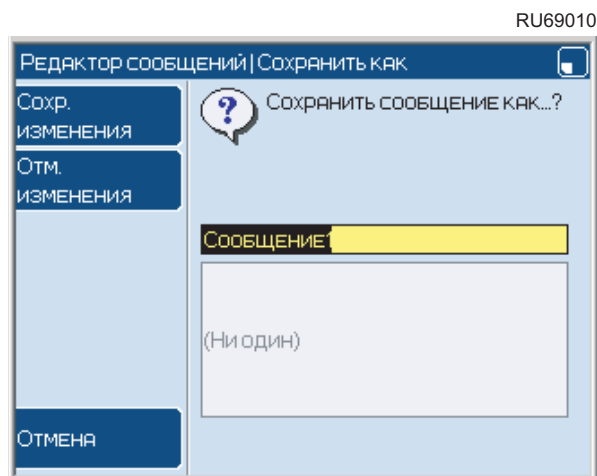 RU69010
Редактор сообщений|Сохранить как
Сохр.
изменения
Сохранить сообщение как...?
Отм.
изменения
Сообщение1
(Ни один)
Отмена